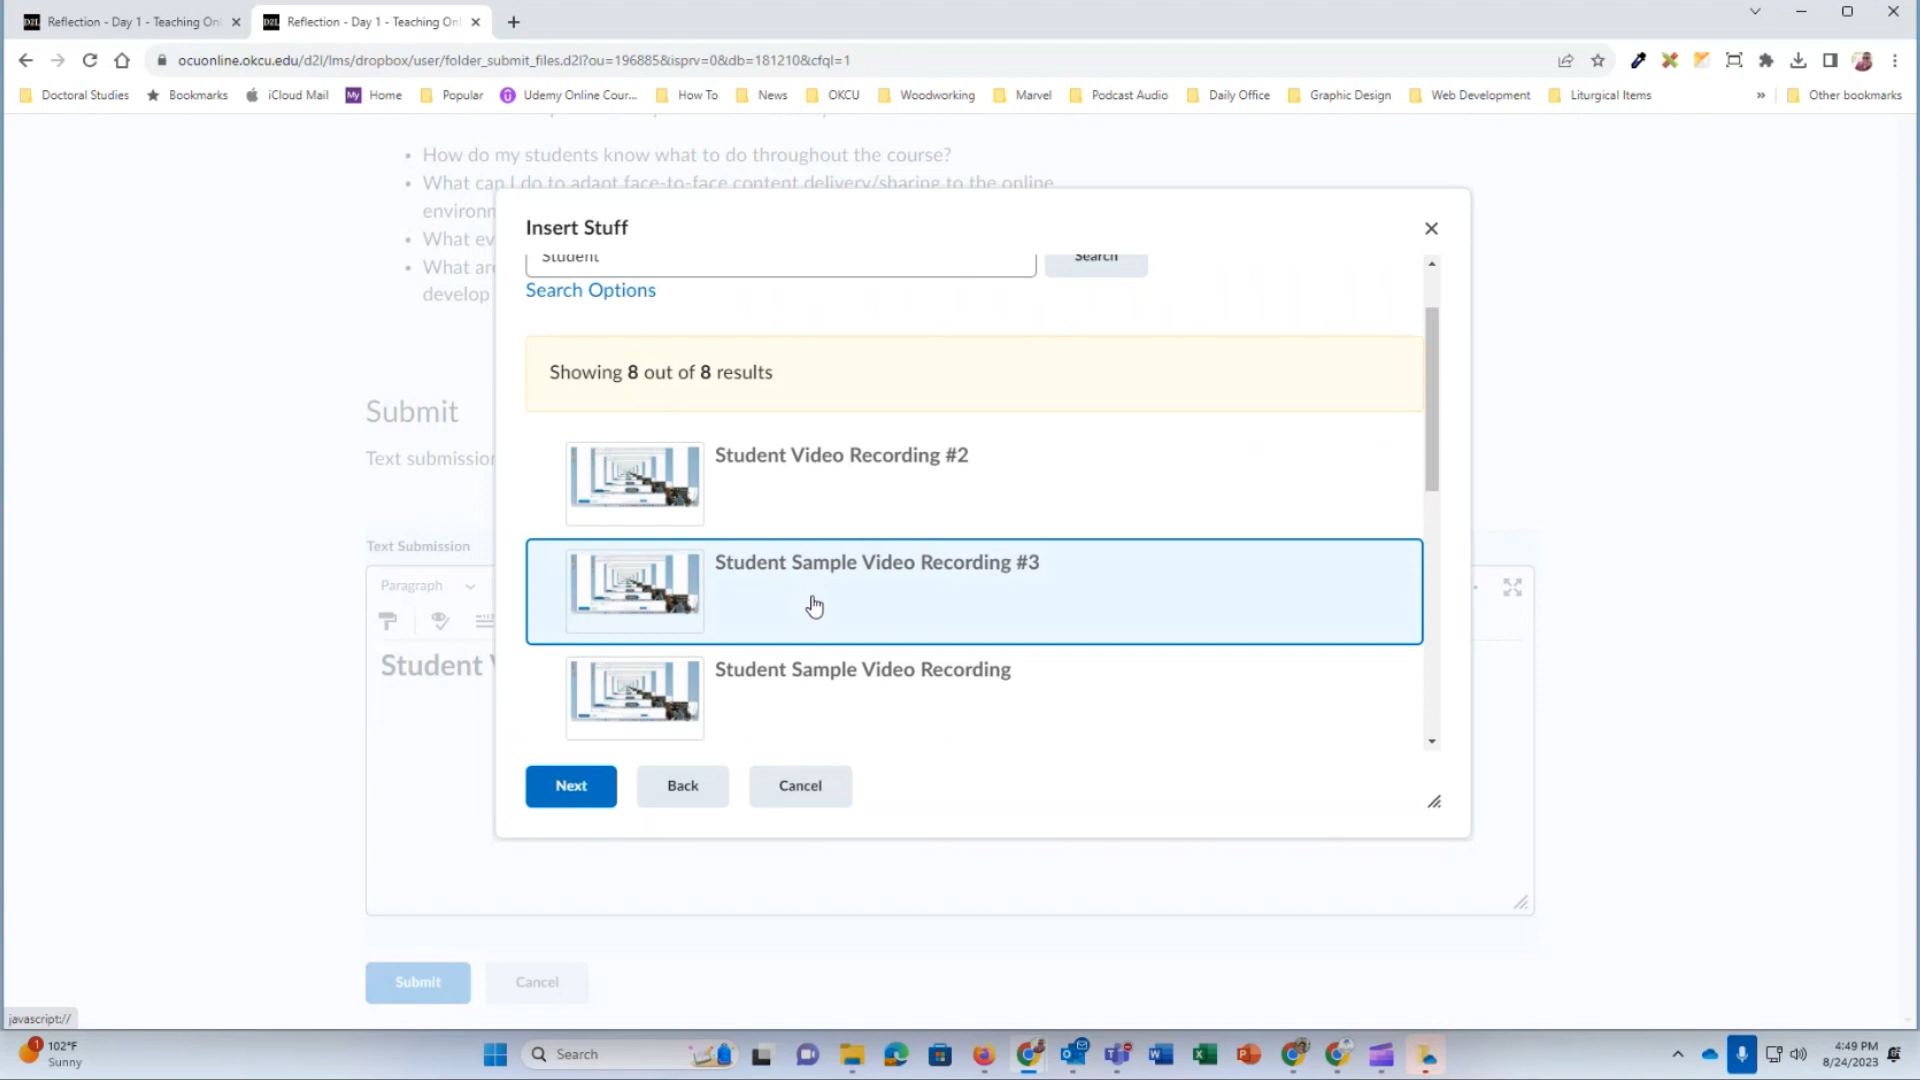 Reflection - Day 1 - Teaching Onl
Reflection - Day 1 - Teaching Onl
ocuonline.okcu.edu/d2l/lms/dropbox/user/folder_submit_files.d2l?ou=196885&isprv=0&db=181210&cfql=1
Doctoral Studies
Bookmarks
iCloud Mail
My
Home
Popular
Udemy Online Cour...
How To
News
OKCU
Woodworking
Marvel
Podcast Audio
Daily Office
Graphic Design
Web Development
Liturgical Items
»
Other bookmarks
• How do my students know what to do throughout the course?
• What can I do to adapt face-to-face content delivery/sharing to the online
environm
• What ev
• What are
develop
Insert Stuff
Student
Search
Search Options
Showing 8 out of 8 results
Student Video Recording #2
Student Sample Video Recording #3
Student Sample Video Recording
Next
Back
Cancel
Submit
Text submission
Text Submission
Paragraph
Student
Submit
Cancel
javascript://
1
102°F
Sunny
Search
4:49 PM
8/24/2023